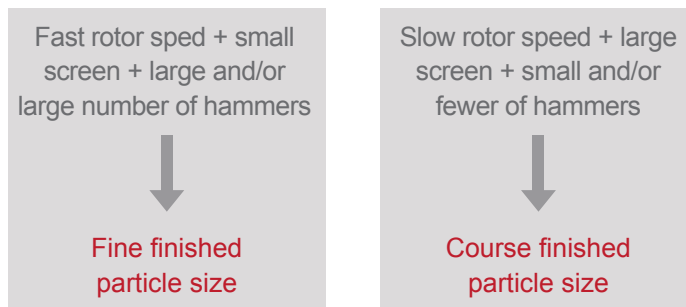 Fast rotor sped + small
screen + large and/or
large number of hammers
Fine finished
particle size
Slow rotor speed + large
screen + small and/or
fewer of hammers
Course finished
particle size